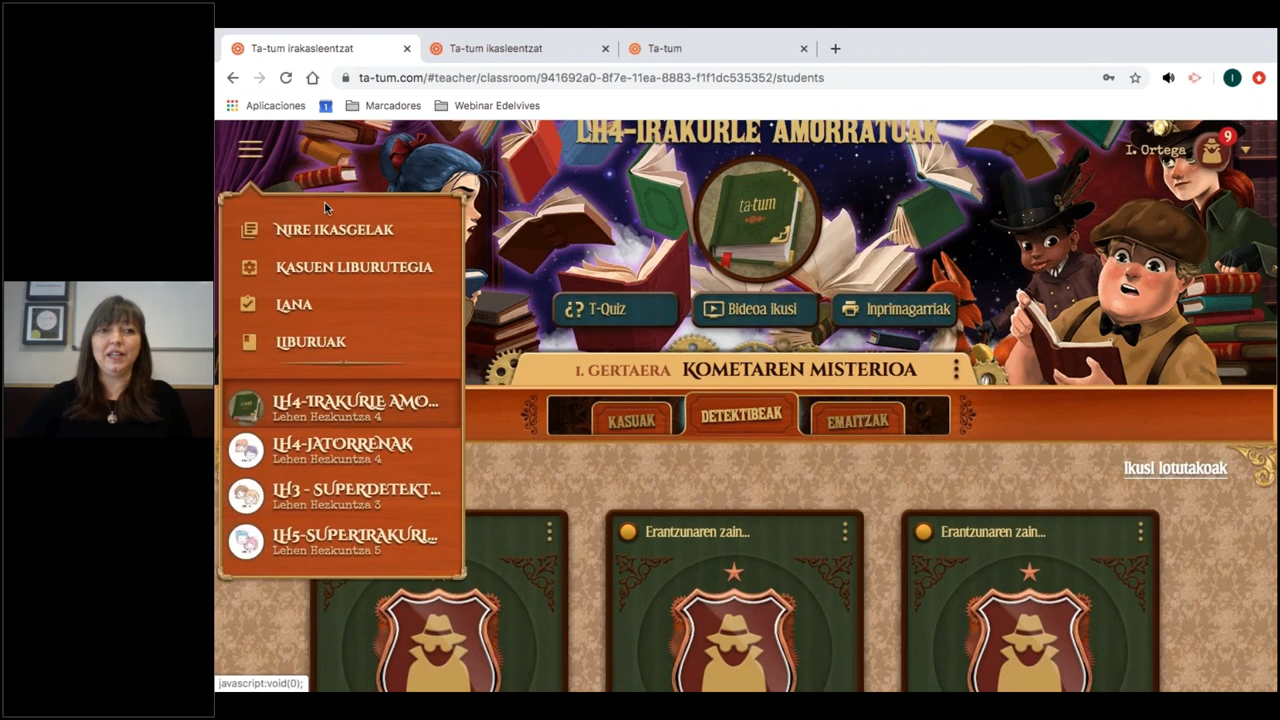 Ta-tum irakasleentzat
Ta-tum ikasleentzat
Ta-tum
ta-tum.com/#teacher/classroom/941692a0-8f7e-11ea-8883-f1f1dc535352/students
I
Aplicaciones
1
Marcadores
Webinar Edelvives
LH4-IRAKURLE AMORRATUAK
I. Ortega
9
ta-tum
NIRE IKASGELAK
KASUEN LIBURUTEGIA
LANA
LIBURUAK
LH4-IRAKURLE AMO...
Lehen Hezkuntza 4
LH4-JATORRENAK
Lehen Hezkuntza 4
LH3 - SUPERDETEKT...
Lehen Hezkuntza 3
LH5-SUPERIRAKURL...
Lehen Hezkuntza 5
¿? T-Quiz
Bideoa ikusi
Inprimagarriak
1. GERTAERA KOMETAREN MISTERIOA
KASUAK
DETEKTIBEAK
EMAITZAK
Ikusi lotutakoak
Erantzunaren zain...
Erantzunaren zain...
javascript:void(0);